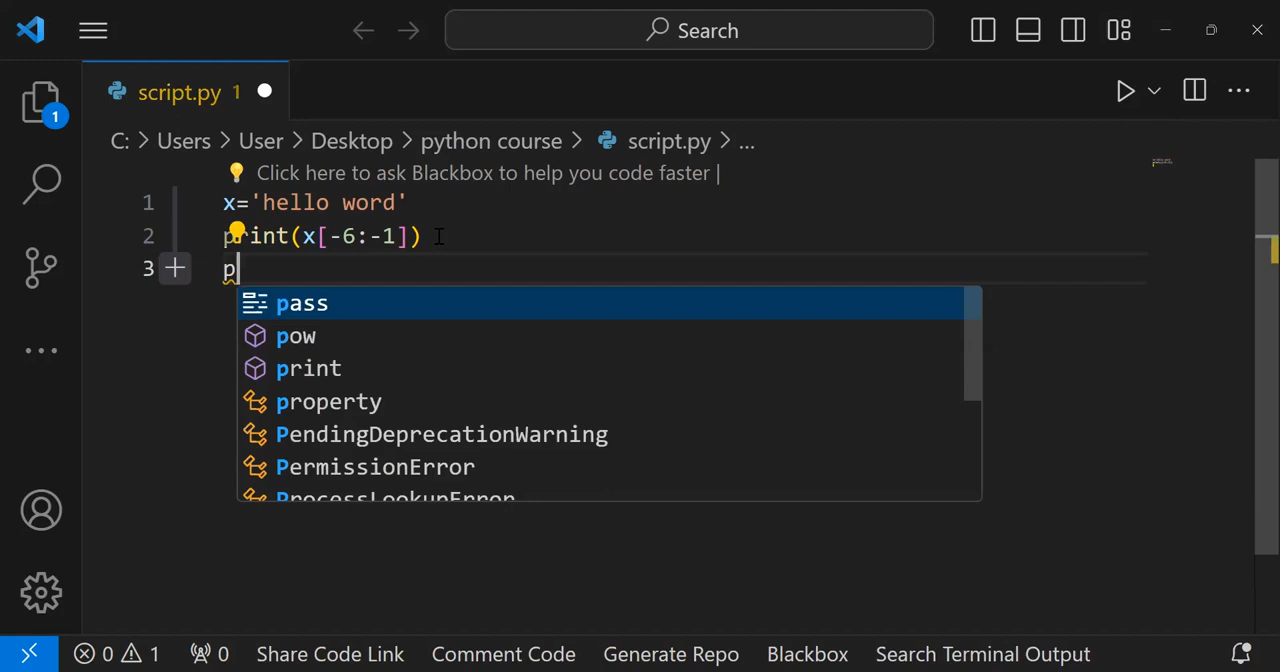 Search
script.py 1
C: > Users > User > Desktop > python course > script.py > ...
Click here to ask Blackbox to help you code faster |
1 x='hello word'
2 print(x[-6:-1])
3 p
pass
pow
print
property
PendingDeprecationWarning
PermissionError
ProcessLookupError
1
0 1 0 Share Code Link Comment Code Generate Repo Blackbox Search Terminal Output